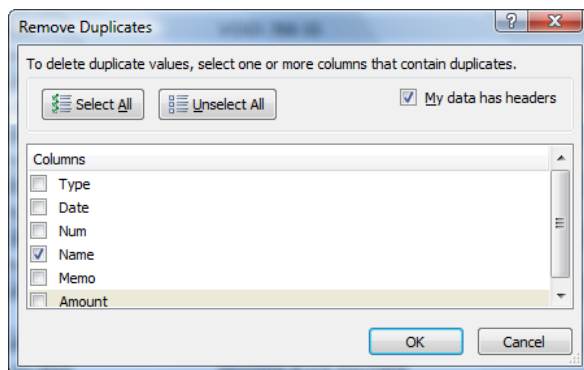 Remove Duplicates
To delete duplicate values, select one or more columns that contain duplicates.
Select All
Unselect All
My data has headers
Columns
Type
Date
Num
Name
Memo
Amount
OK
Cancel